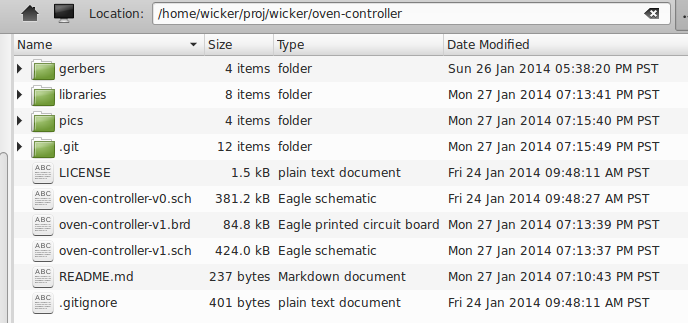 Location: /home/wicker/proj/wicker/oven-controller
Name Size Type Date Modified
gerbers 4 items folder Sun 26 Jan 2014 05:38:20 PM PST
libraries 8 items folder Mon 27 Jan 2014 07:13:41 PM PST
pics 4 items folder Mon 27 Jan 2014 07:15:40 PM PST
.git 12 items folder Mon 27 Jan 2014 07:15:49 PM PST
ABC LICENSE 1.5 kB plain text document Fri 24 Jan 2014 09:48:11 AM PST
ABC oven-controller-v0.sch 381.2 kB Eagle schematic Fri 24 Jan 2014 09:48:27 AM PST
ABC oven-controller-v1.brd 84.8 kB Eagle printed circuit board Mon 27 Jan 2014 07:13:39 PM PST
ABC oven-controller-v1.sch 424.0 kB Eagle schematic Mon 27 Jan 2014 07:13:37 PM PST
ABC README.md 237 bytes Markdown document Mon 27 Jan 2014 07:10:43 PM PST
ABC .gitignore 401 bytes plain text document Fri 24 Jan 2014 09:48:11 AM PST